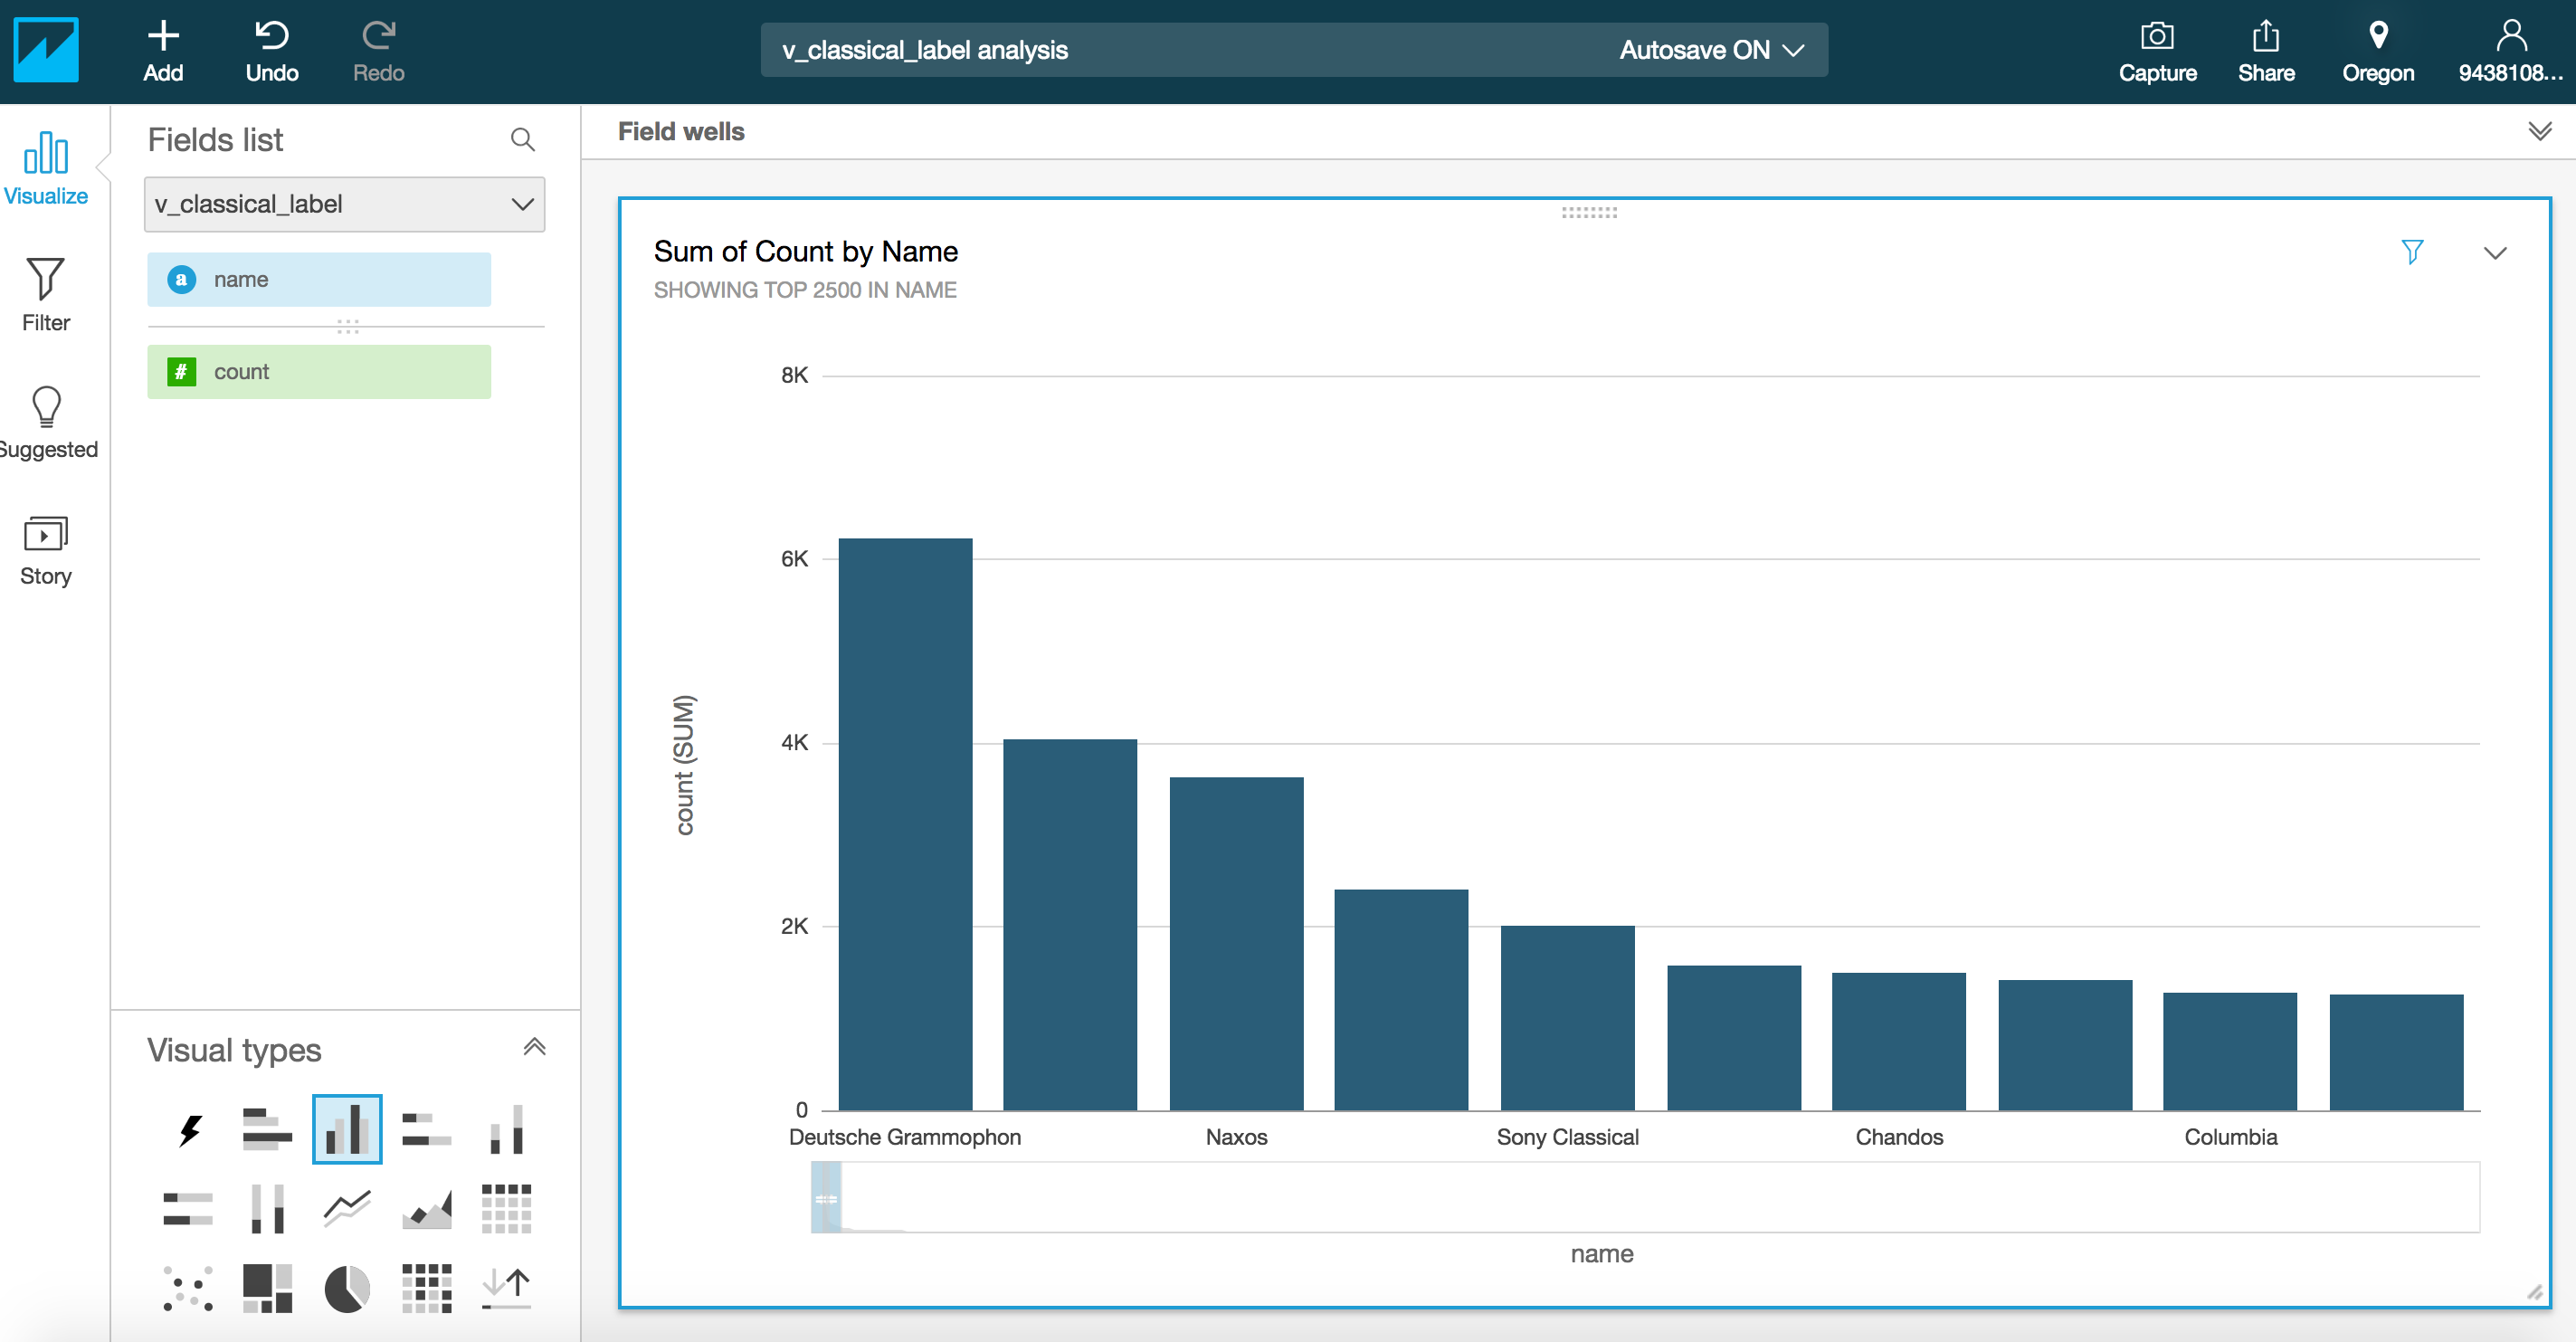 Add
Undo
Redo
v_classical_label analysis
Autosave ON
Capture
Share
Oregon
9438108...
Visualize
Filter
Suggested
Story
Fields list
v_classical_label
a name
# count
Visual types
Field wells
Sum of Count by Name
SHOWING TOP 2500 IN NAME
8K
6K
4K
2K
0
count (SUM)
Deutsche Grammophon
Naxos
Sony Classical
Chandos
Columbia
name